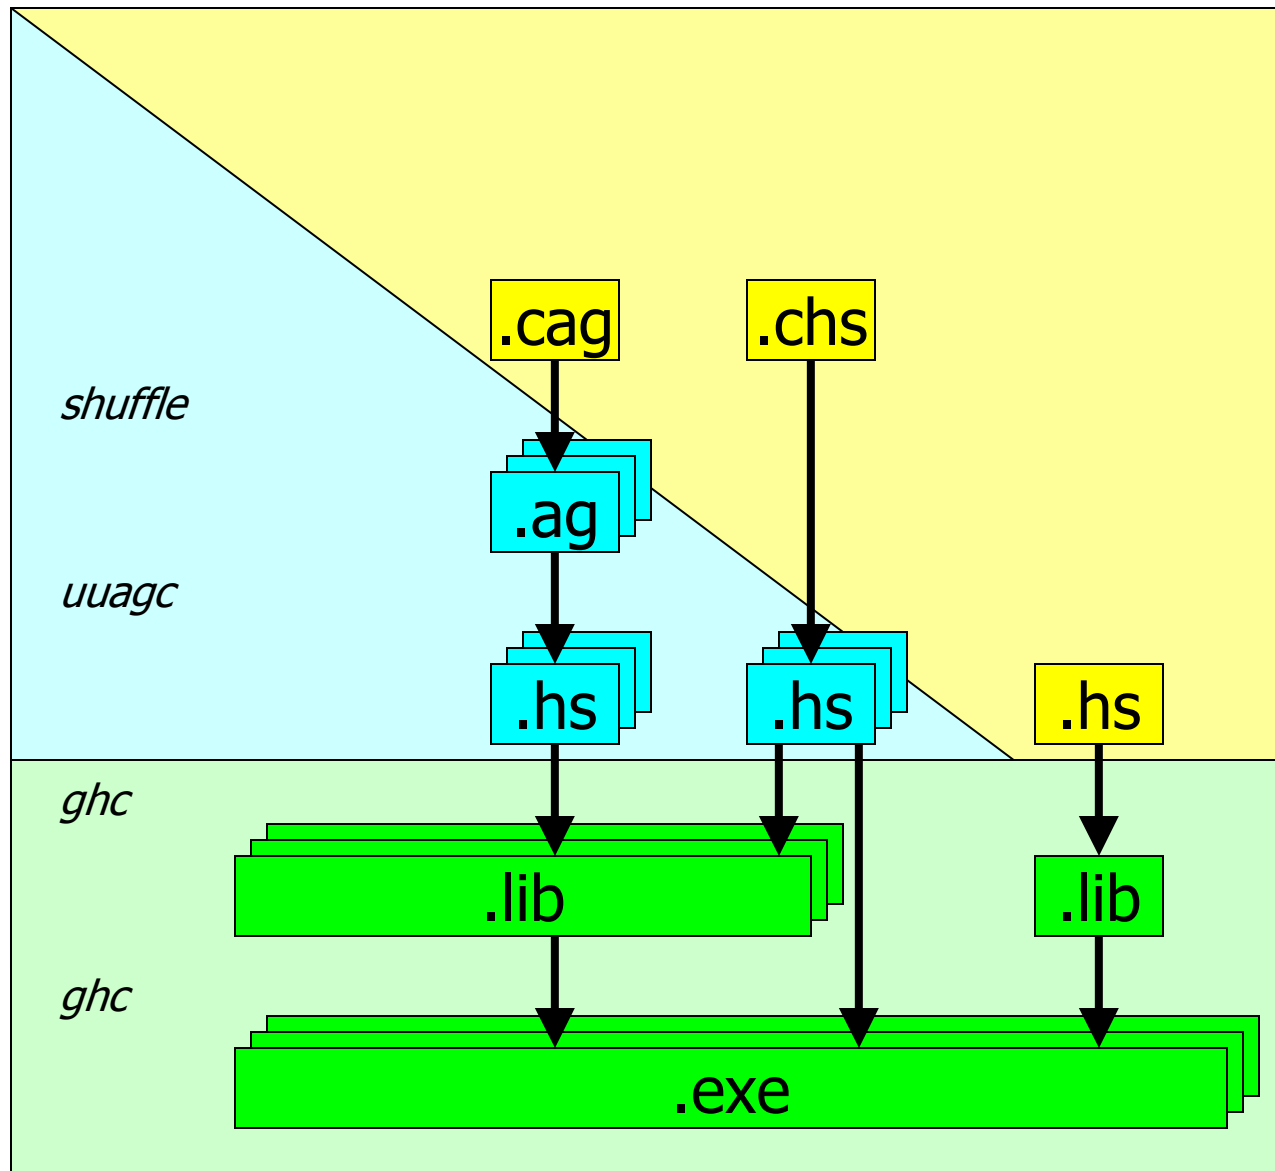 .cag
.chs
shuffle
.ag
uuagc
.hs
.hs
.hs
ghc
.lib
.lib
ghc
.exe